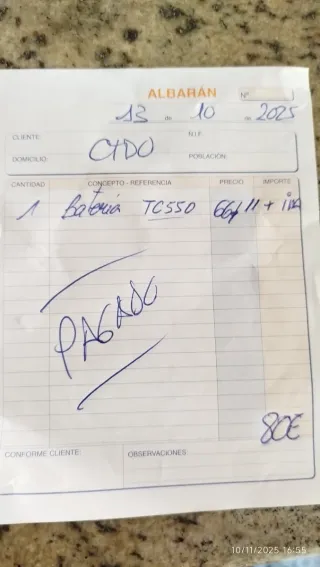 ALBARÁN Nº
13 de 10 de 2025
CLIENTE: N.I.F.:
CTDO
DOMICILIO: POBLACIÓN:
CANTIDAD CONCEPTO - REFERENCIA PRECIO IMPORTE
1 Batería TC550 66,11 + iva
PAGADO
80€
CONFORME CLIENTE: OBSERVACIONES:
10/11/2025 16:55